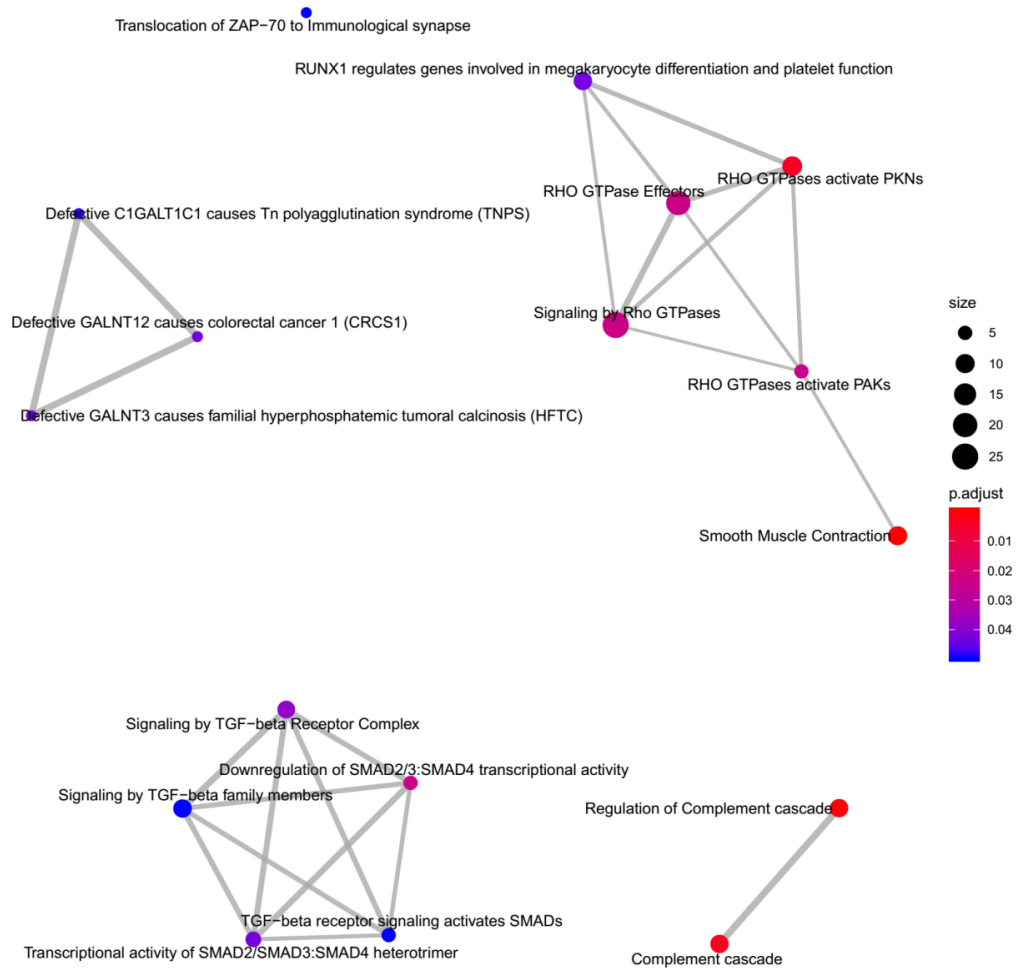 Translocation of ZAP−70 to Immunological synapse
RUNX1 regulates genes involved in megakaryocyte differentiation and platelet function
RHO GTPases activate PKNs
RHO GTPase Effectors
Defective C1GALT1C1 causes Tn polyagglutination syndrome (TNPS)
Signaling by Rho GTPases
Defective GALNT12 causes colorectal cancer 1 (CRCS1)
RHO GTPases activate PAKs
Defective GALNT3 causes familial hyperphosphatemic tumoral calcinosis (HFTC)
Smooth Muscle Contraction
size
5
10
15
20
25
p.adjust
0.01
0.02
0.03
0.04
Signaling by TGF−beta Receptor Complex
Downregulation of SMAD2/3:SMAD4 transcriptional activity
Signaling by TGF−beta family members
Regulation of Complement cascade
TGF−beta receptor signaling activates SMADs
Transcriptional activity of SMAD2/SMAD3:SMAD4 heterotrimer
Complement cascade